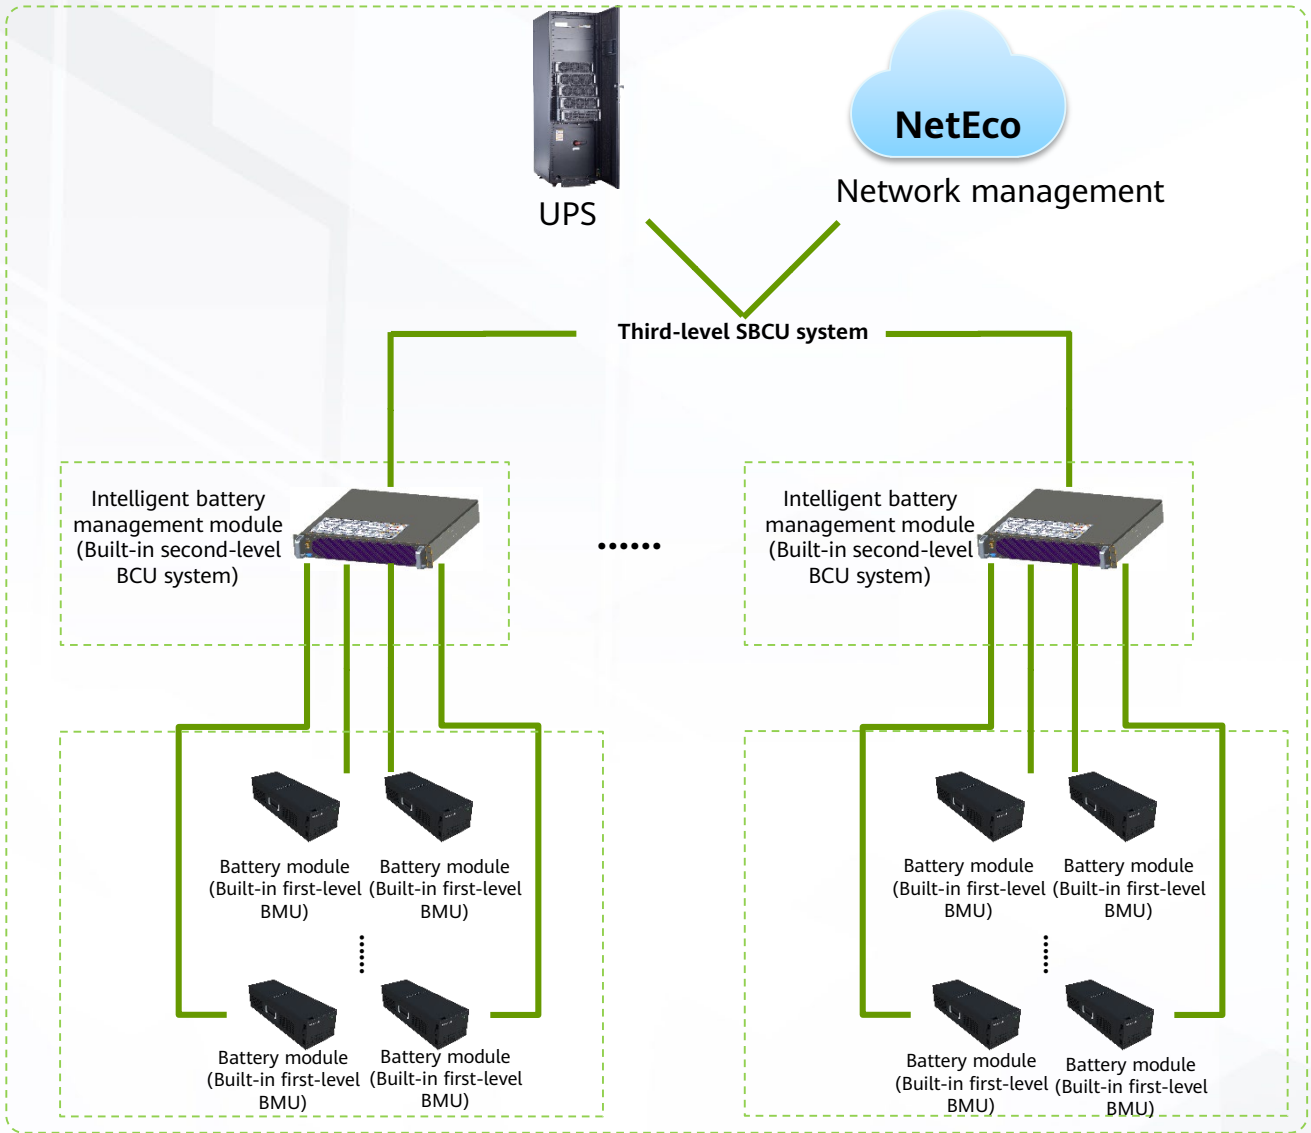 NetEco
Network management
UPS
Third-level SBCU system
Intelligent battery
management module
(Built-in second-level
BCU system)
Intelligent battery
management module
(Built-in second-level
BCU system)
Battery module
(Built-in first-level
BMU)
Battery module
(Built-in first-level
BMU)
Battery module
(Built-in first-level
BMU)
Battery module
(Built-in first-level
BMU)
Battery module
(Built-in first-level
BMU)
Battery module
(Built-in first-level
BMU)
Battery module
(Built-in first-level
BMU)
Battery module
(Built-in first-level
BMU)